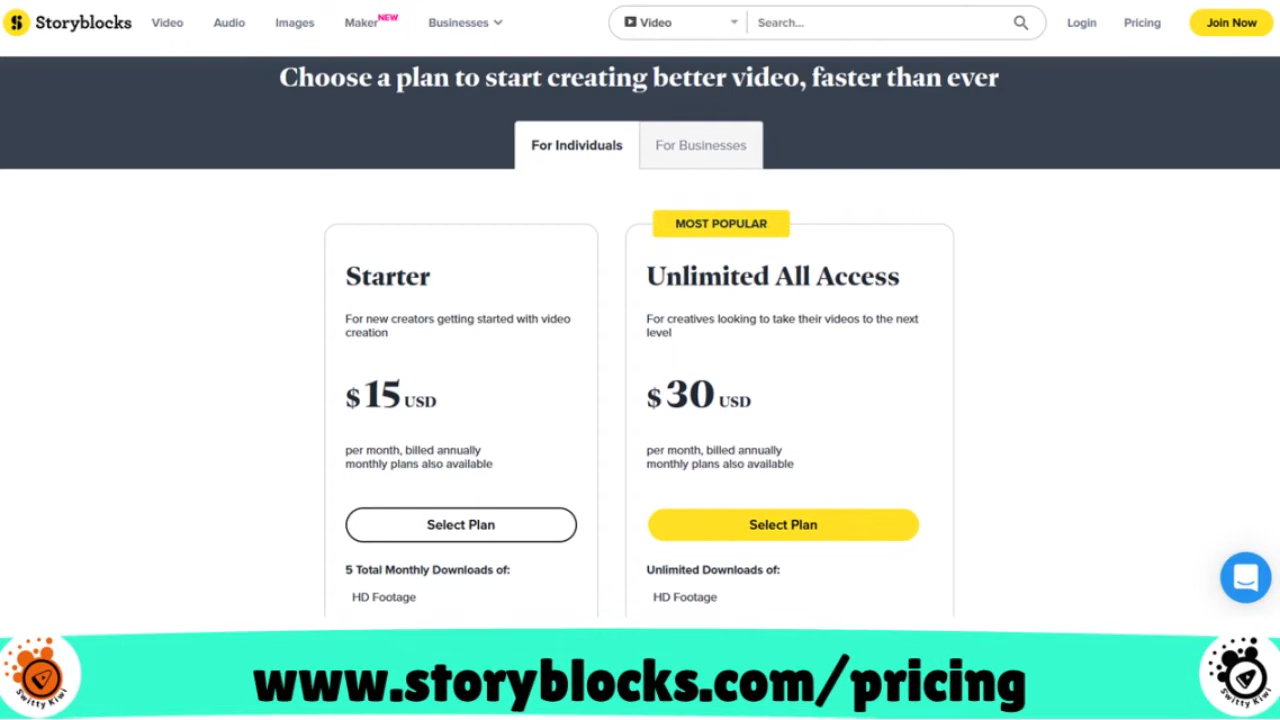 Storyblocks Video Audio Images Maker NEW Businesses Video Search... Login Pricing Join Now
Choose a plan to start creating better video, faster than ever
For Individuals For Businesses
MOST POPULAR
Starter
For new creators getting started with video
creation
$15 USD
per month, billed annually
monthly plans also available
Select Plan
5 Total Monthly Downloads of:
HD Footage
Unlimited All Access
For creatives looking to take their videos to the next
level
$30 USD
per month, billed annually
monthly plans also available
Select Plan
Unlimited Downloads of:
HD Footage
www.storyblocks.com/pricing
Switty Kiwi
Switty Kiwi